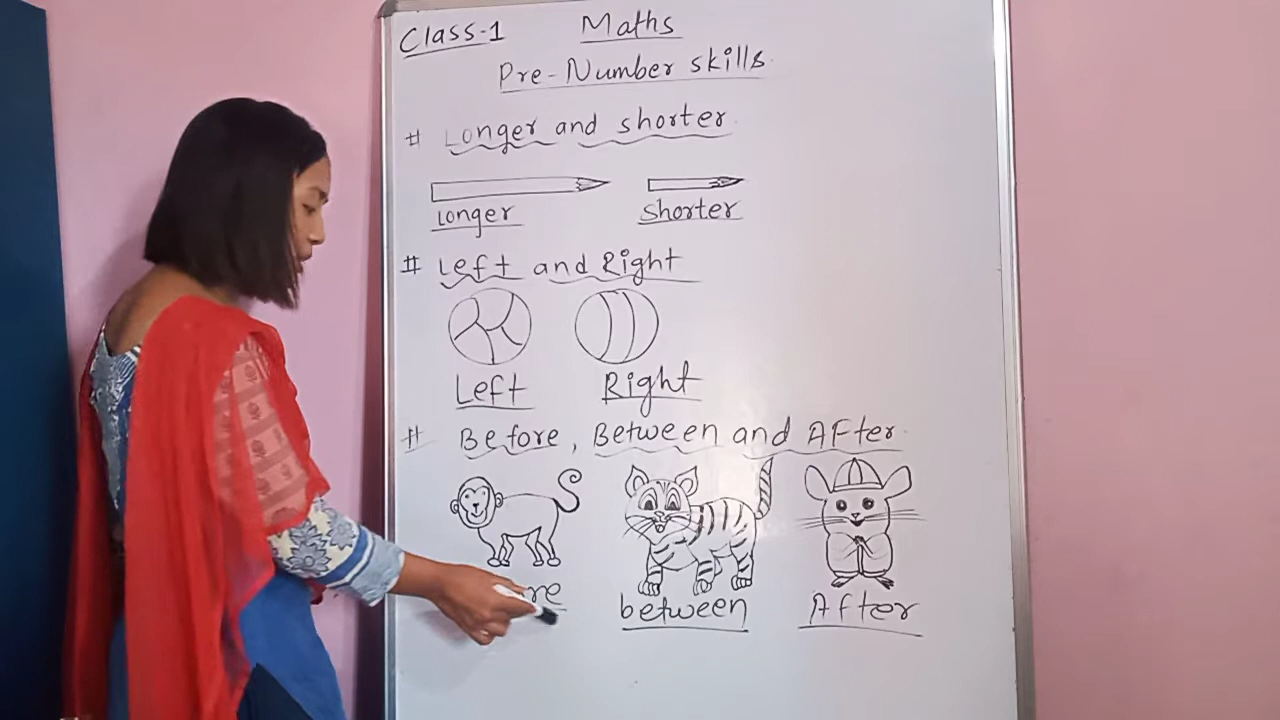 Class-1 Maths
Pre-Number skills
# Longer and shorter
Longer shorter
# Left and Right
Left Right
# Before, Between and After
between After